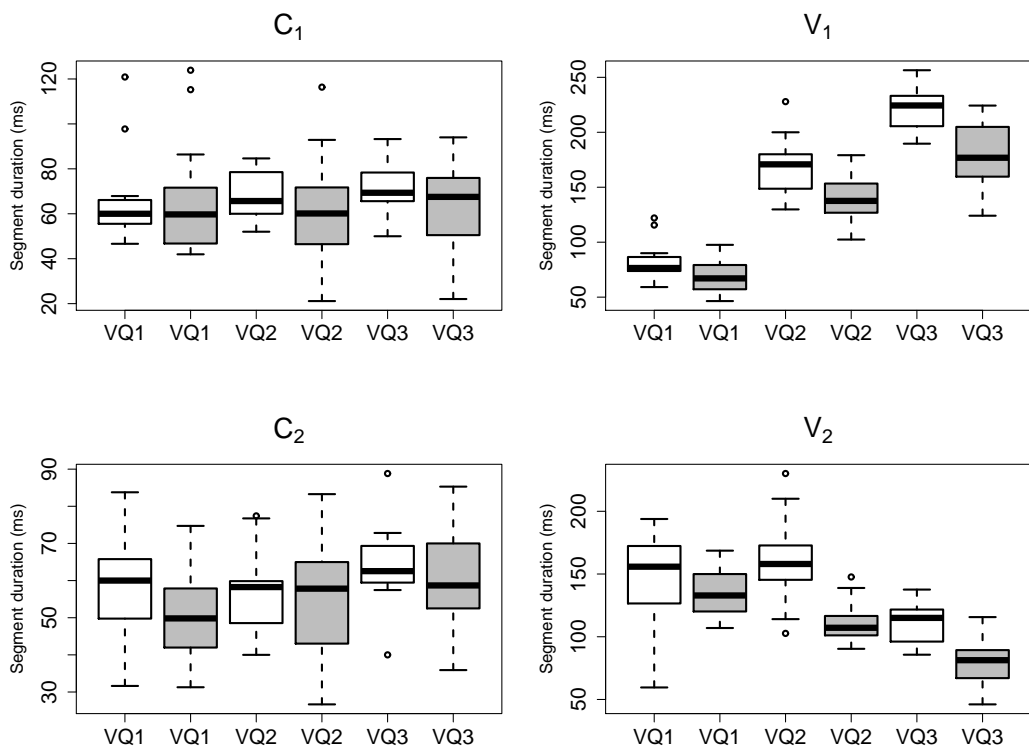 C₁
Segment duration (ms)
20 40 60 80 120
VQ1 VQ1 VQ2 VQ2 VQ3 VQ3
V₁
Segment duration (ms)
50 100 150 200 250
VQ1 VQ1 VQ2 VQ2 VQ3 VQ3
C₂
Segment duration (ms)
30 50 70 90
VQ1 VQ1 VQ2 VQ2 VQ3 VQ3
V₂
Segment duration (ms)
50 100 150 200
VQ1 VQ1 VQ2 VQ2 VQ3 VQ3